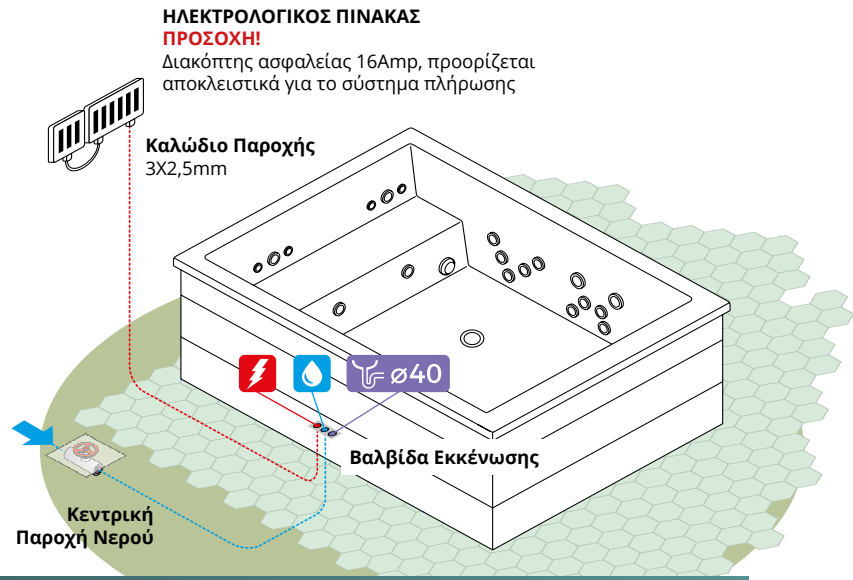 ΗΛΕΚΤΡΟΛΟΓΙΚΟΣ ΠΙΝΑΚΑΣ
ΠΡΟΣΟΧΗ!
Διακόπτης ασφαλείας 16Amp, προορίζεται
αποκλειστικά για το σύστημα πλήρωσης
Καλώδιο Παροχής
3X2,5mm
ø40
Βαλβίδα Εκκένωσης
Κεντρική
Παροχή Νερού